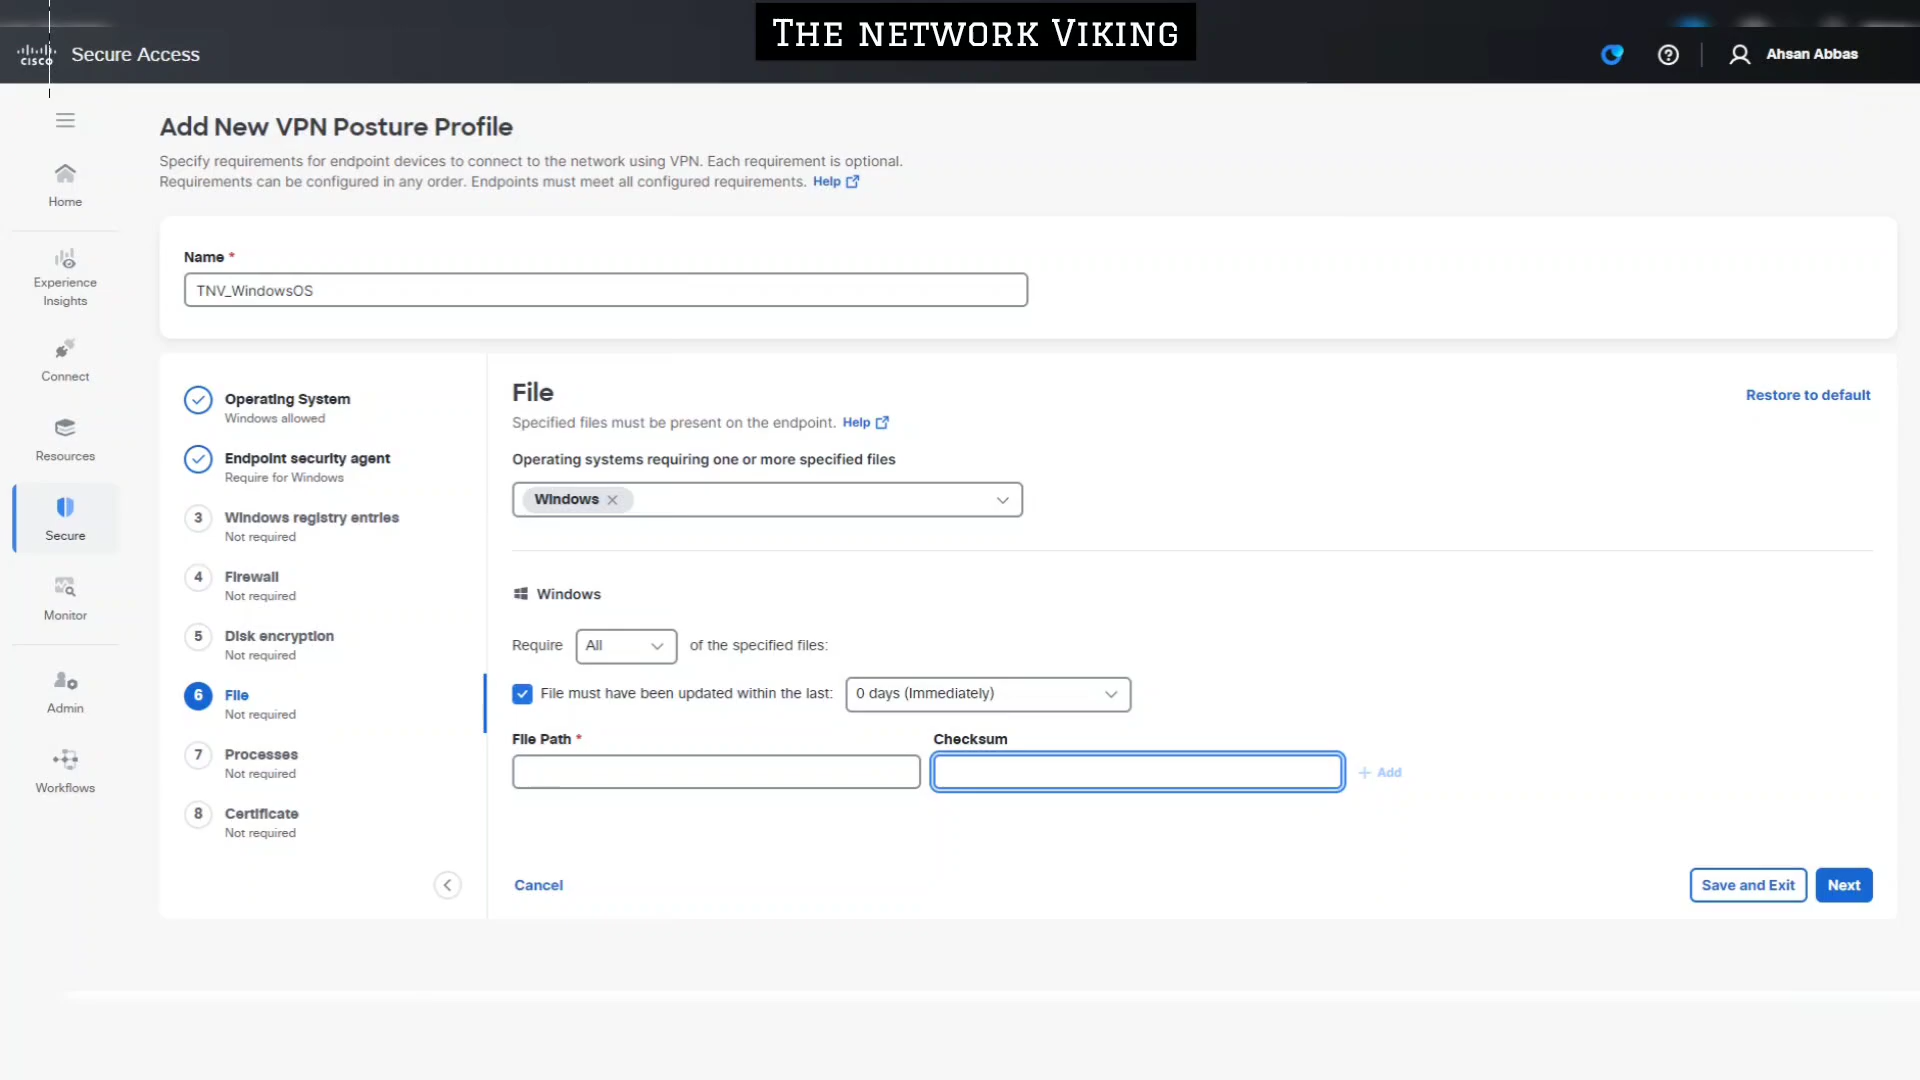 THE NETWORK VIKING
CISCO
Secure Access
Ahsan Abbas
Home
Experience
Insights
Connect
Resources
Secure
Monitor
Admin
Workflows
Add New VPN Posture Profile
Specify requirements for endpoint devices to connect to the network using VPN. Each requirement is optional.
Requirements can be configured in any order. Endpoints must meet all configured requirements. Help
Name *
TNV_WindowsOS
Operating System
Windows allowed
Endpoint security agent
Require for Windows
3 Windows registry entries
Not required
4 Firewall
Not required
5 Disk encryption
Not required
6 File
Not required
7 Processes
Not required
8 Certificate
Not required
File
Restore to default
Specified files must be present on the endpoint. Help
Operating systems requiring one or more specified files
Windows
Windows
Require All of the specified files:
File must have been updated within the last: 0 days (Immediately)
File Path * Checksum
+ Add
Cancel
Save and Exit
Next